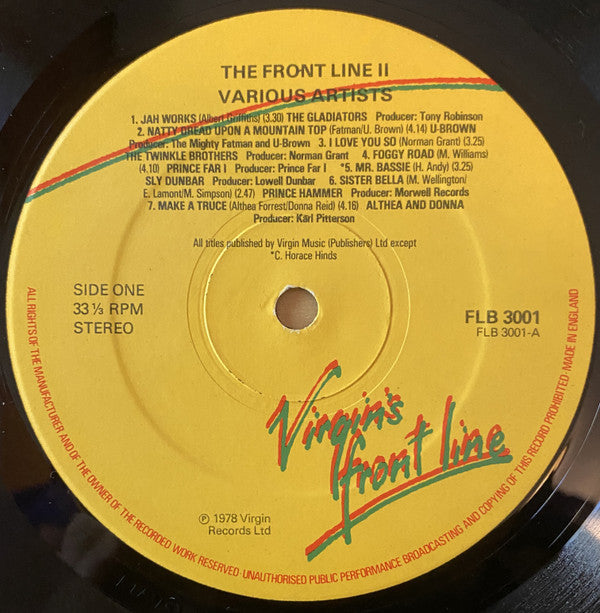 THE FRONT LINE II
VARIOUS ARTISTS
1. JAH WORKS (Albert Griffiths) (3.30) THE GLADIATORS Producer: Tony Robinson
2. NATTY DREAD UPON A MOUNTAIN TOP (Fatman/U. Brown) (4.14) U-BROWN
Producer: The Mighty Fatman and U-Brown 3. I LOVE YOU SO (Norman Grant) (3.25)
THE TWINKLE BROTHERS Producer: Norman Grant 4. FOGGY ROAD (M. Williams)
(4.10) PRINCE FAR I Producer: Prince Far I *5. MR. BASSIE (H. Andy) (3.25)
SLY DUNBAR Producer: Lowell Dunbar 6. SISTER BELLA (M. Wellington/
E. Lamont/M. Simpson) (2.47) PRINCE HAMMER Producer: Morwell Records
7. MAKE A TRUCE (Althea Forrest/Donna Reid) (4.16) ALTHEA AND DONNA
Producer: Karl Pitterson
All titles published by Virgin Music (Publishers) Ltd except
*C. Horace Hinds
SIDE ONE
33⅓ RPM
STEREO
FLB 3001
FLB 3001-A
Virgin's
front line
℗ 1978 Virgin
Records Ltd
ALL RIGHTS OF THE MANUFACTURER AND OF THE OWNER OF THE RECORDED WORK RESERVED · UNAUTHORISED PUBLIC PERFORMANCE BROADCASTING AND COPYING OF THIS RECORD PROHIBITED · MADE IN ENGLAND